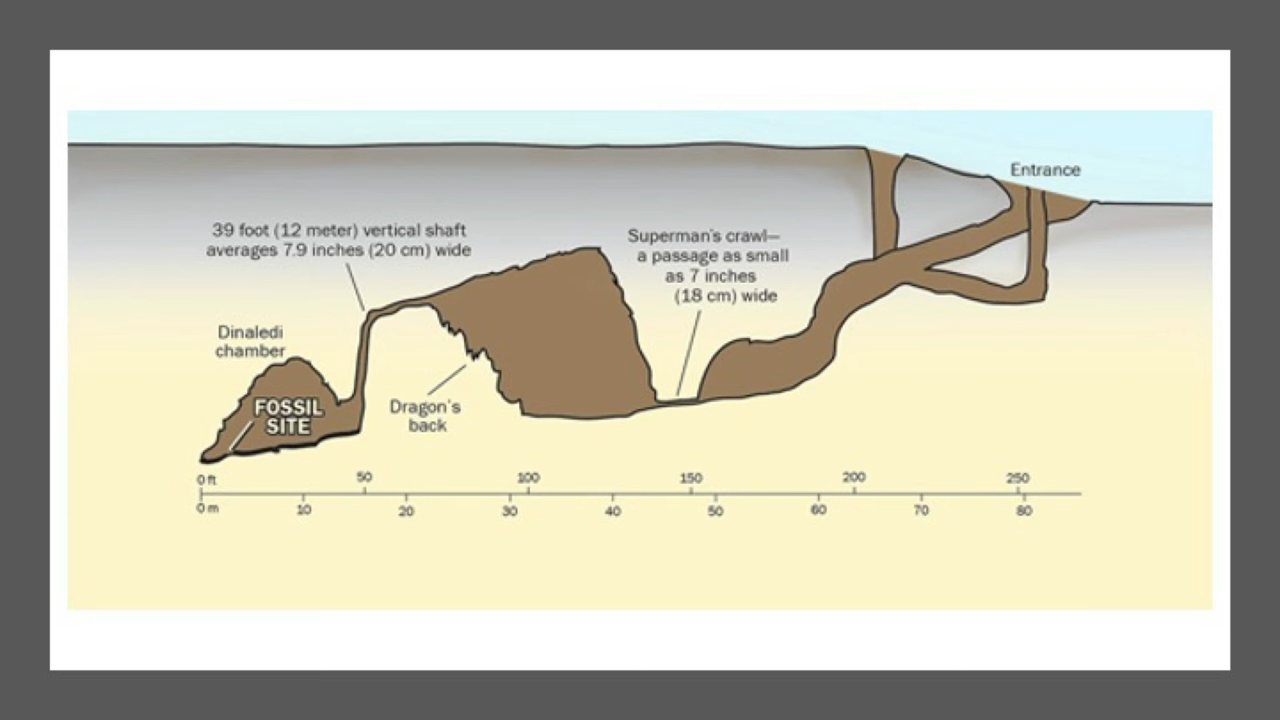 Entrance
39 foot (12 meter) vertical shaft
averages 7.9 inches (20 cm) wide
Superman's crawl—
a passage as small
as 7 inches
(18 cm) wide
Dinaledi
chamber
FOSSIL
SITE
Dragon's
back
0 ft 50 100 150 200 250
0 m 10 20 30 40 50 60 70 80